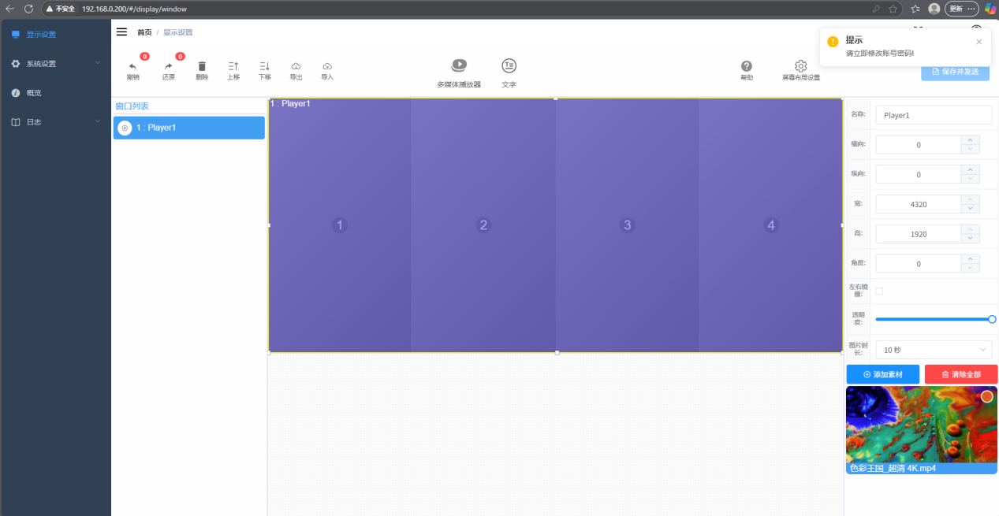 不安全 192.168.0.200/#/display/window
更新
显示设置
系统设置
概览
日志
首页 / 显示设置
提示
请立即修改账号密码!
0
撤销
0
还原
删除
上移
下移
导出
导入
多媒体播放器
文字
帮助
屏幕布局设置
保存并发送
窗口列表
1 : Player1
1 : Player1
1
2
3
4
名称: Player1
横向: 0
纵向: 0
宽: 4320
高: 1920
角度: 0
左右镜
像:
透明
度:
图片时
长:
10 秒
添加素材
清除全部
色彩王国_超清 4K.mp4